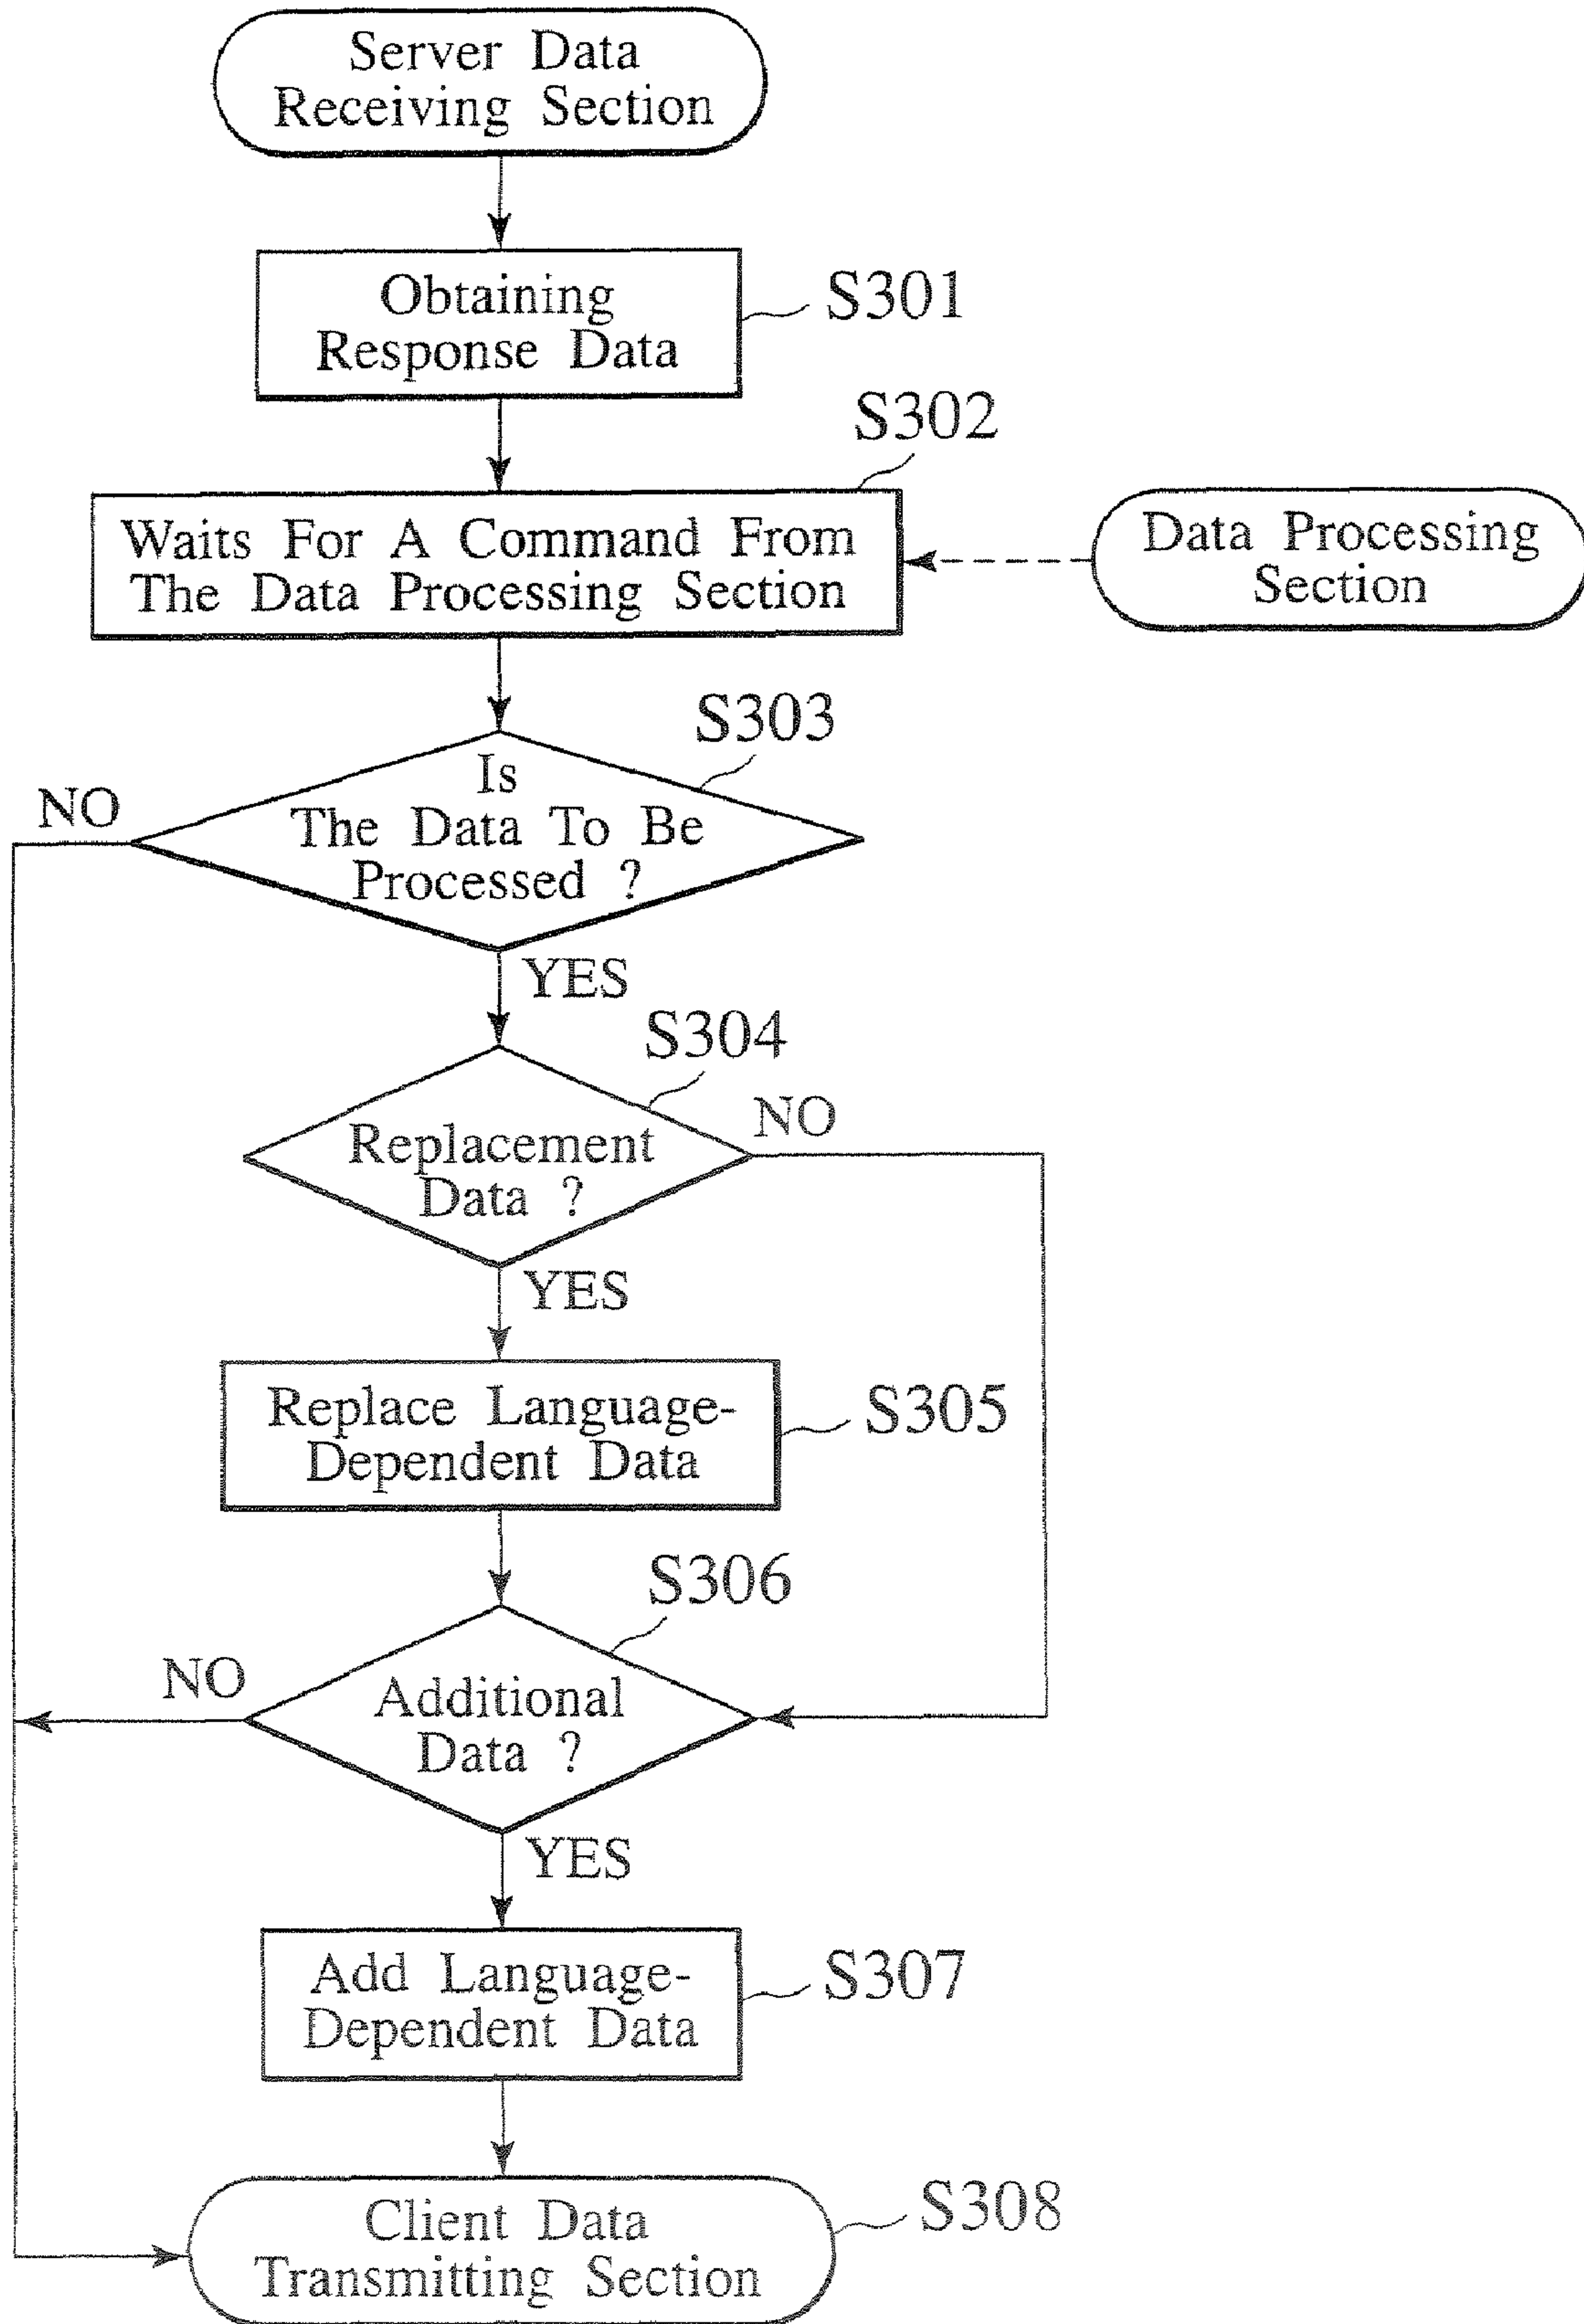 Server Data
Receiving Section
Obtaining
Response Data
S301
S302
Waits For A Command From
The Data Processing Section
Data Processing
Section
S303
Is
The Data To Be
Processed ?
NO
YES
S304
Replacement
Data ?
NO
YES
Replace Language-
Dependent Data
S305
S306
Additional
Data ?
NO
YES
Add Language-
Dependent Data
S307
Client Data
Transmitting Section
S308